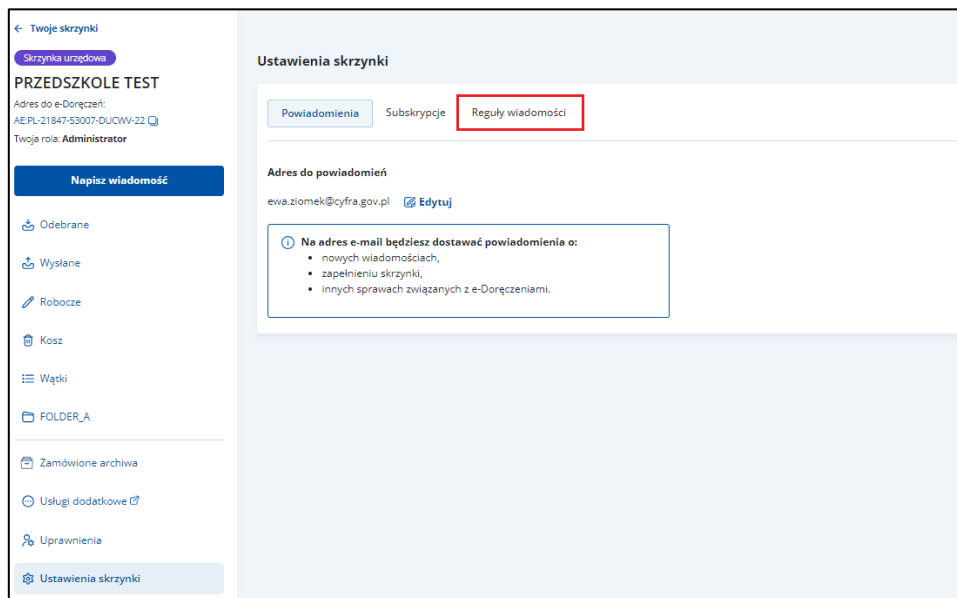 ← Twoje skrzynki
Skrzynka urzędowa
PRZEDSZKOLE TEST
Adres do e-Doręczeń:
AE:PL-21847-53007-DUCWV-22
Twoja rola: Administrator
Napisz wiadomość
Odebrane
Wysłane
Robocze
Kosz
Wątki
FOLDER_A
Zamówione archiwa
Usługi dodatkowe
Uprawnienia
Ustawienia skrzynki
Ustawienia skrzynki
Powiadomienia Subskrypcje Reguły wiadomości
Adres do powiadomień
ewa.ziomek@cyfra.gov.pl Edytuj
Na adres e-mail będziesz dostawać powiadomienia o:
• nowych wiadomościach,
• zapełnieniu skrzynki,
• innych sprawach związanych z e-Doręczeniami.